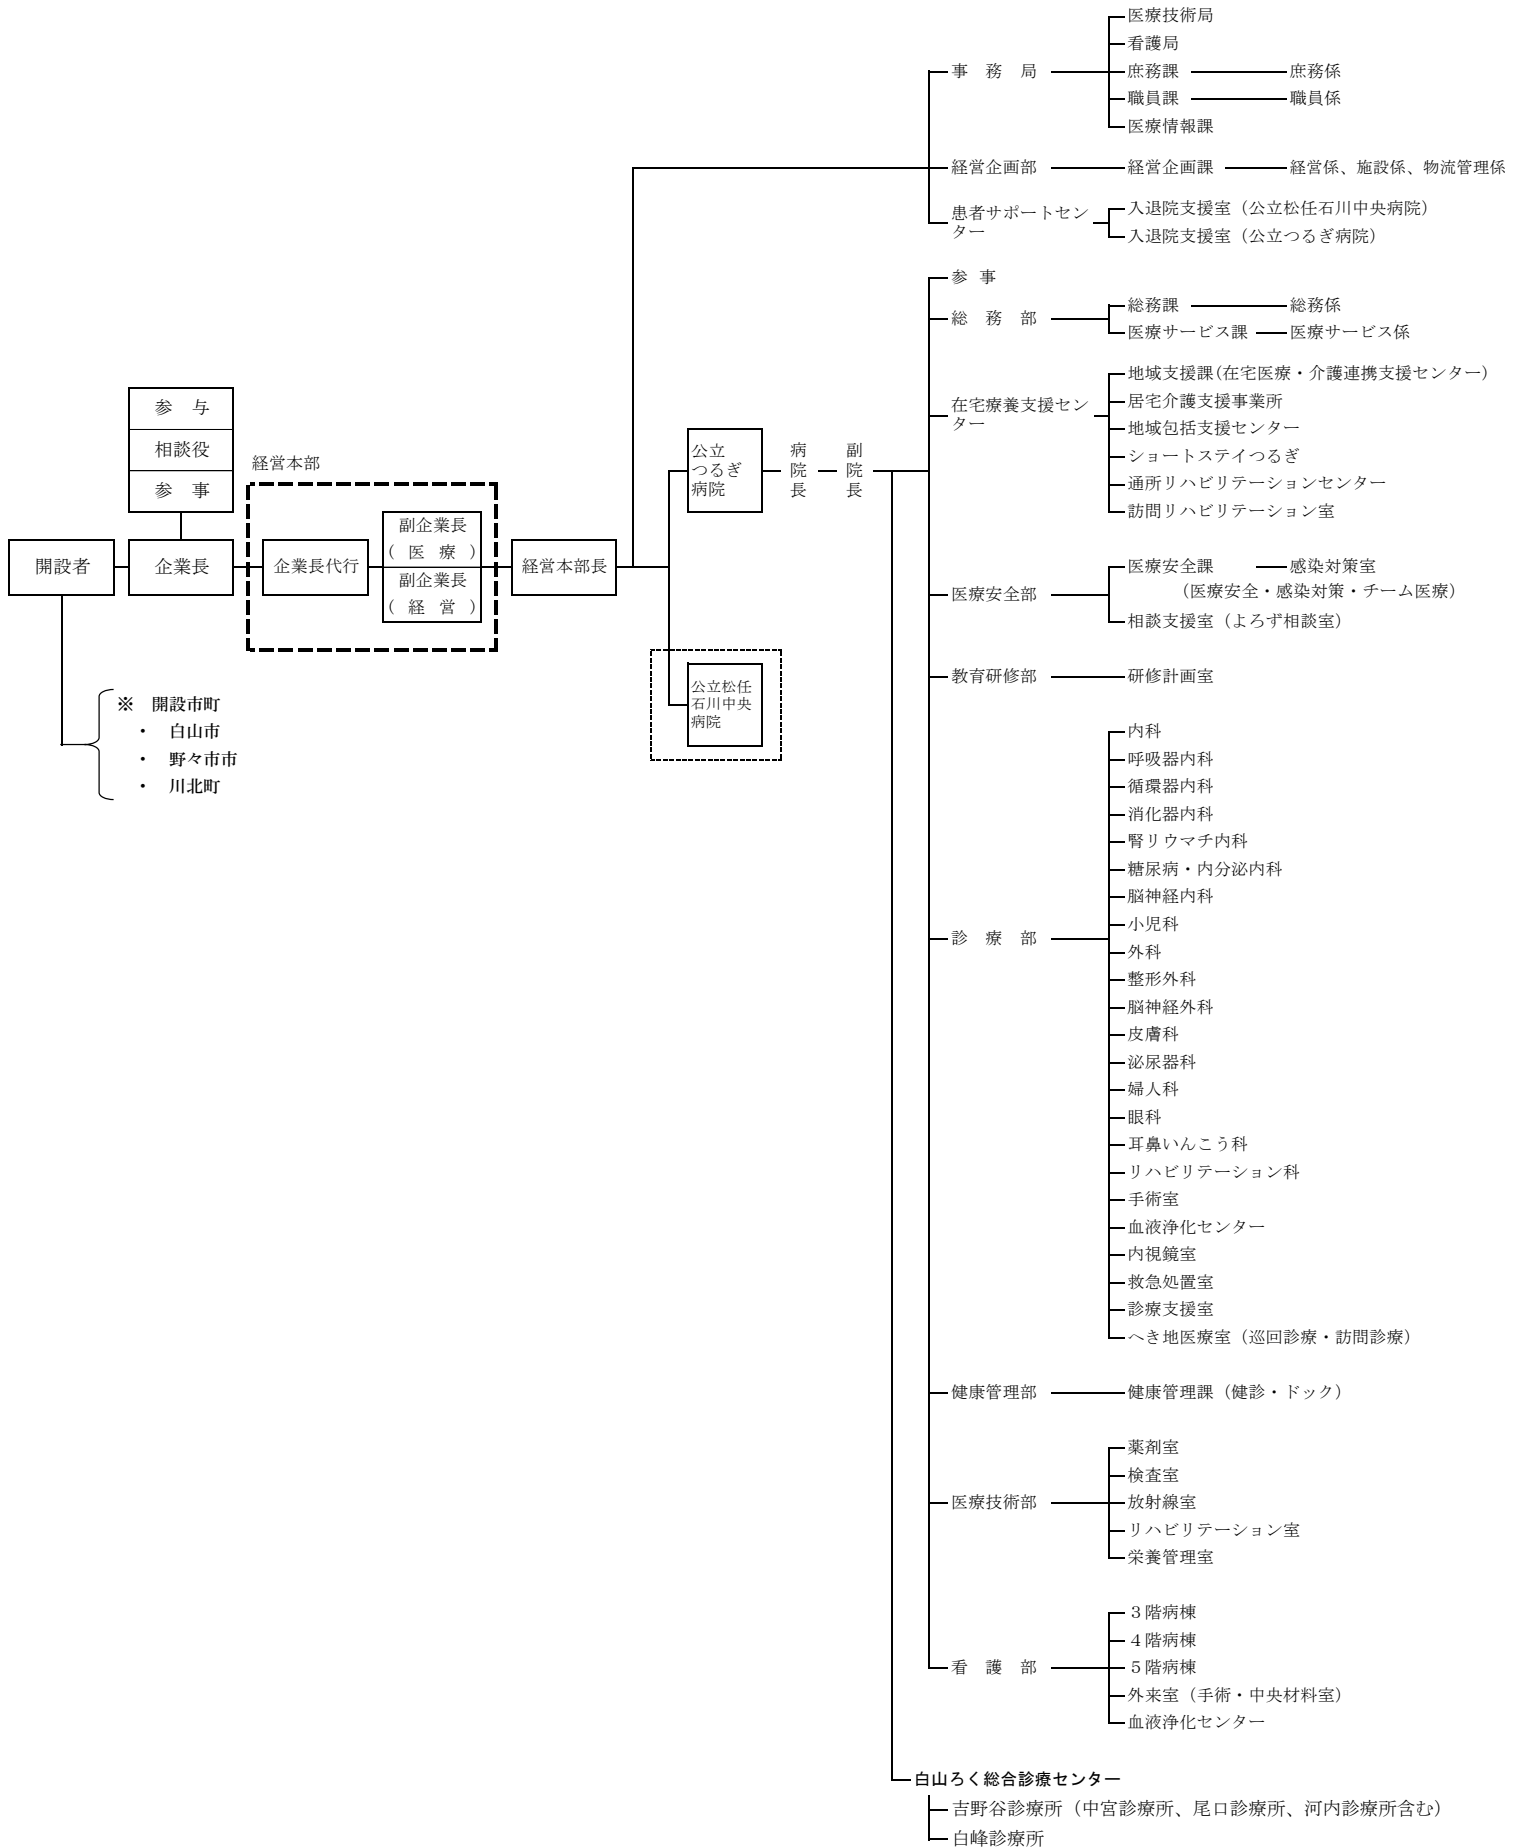 医療技術局
看護局
事　務　局
庶務課
庶務係
職員課
職員係
医療情報課
経営企画部
経営企画課
経営係、施設係、物流管理係
患者サポートセン
ター
入退院支援室（公立松任石川中央病院）
入退院支援室（公立つるぎ病院）
参　事
総　務　部
総務課
総務係
医療サービス課
医療サービス係
在宅療養支援セン
ター
地域支援課(在宅医療・介護連携支援センター)
居宅介護支援事業所
地域包括支援センター
ショートステイつるぎ
通所リハビリテーションセンター
訪問リハビリテーション室
参　与
相談役
参　事
経営本部
開設者
企業長
企業長代行
副企業長
(　医　療　)
副企業長
(　経　営　)
経営本部長
公立
つるぎ
病院
病院長
副院長
公立松任
石川中央
病院
※　開設市町
・　白山市
・　野々市市
・　川北町
医療安全部
医療安全課
感染対策室
（医療安全・感染対策・チーム医療）
相談支援室（よろず相談室）
教育研修部
研修計画室
診　療　部
内科
呼吸器内科
循環器内科
消化器内科
腎リウマチ内科
糖尿病・内分泌内科
脳神経内科
小児科
外科
整形外科
脳神経外科
皮膚科
泌尿器科
婦人科
眼科
耳鼻いんこう科
リハビリテーション科
手術室
血液浄化センター
内視鏡室
救急処置室
診療支援室
へき地医療室（巡回診療・訪問診療）
健康管理部
健康管理課（健診・ドック）
医療技術部
薬剤室
検査室
放射線室
リハビリテーション室
栄養管理室
看　護　部
３階病棟
４階病棟
５階病棟
外来室（手術・中央材料室）
血液浄化センター
白山ろく総合診療センター
吉野谷診療所（中宮診療所、尾口診療所、河内診療所含む）
白峰診療所